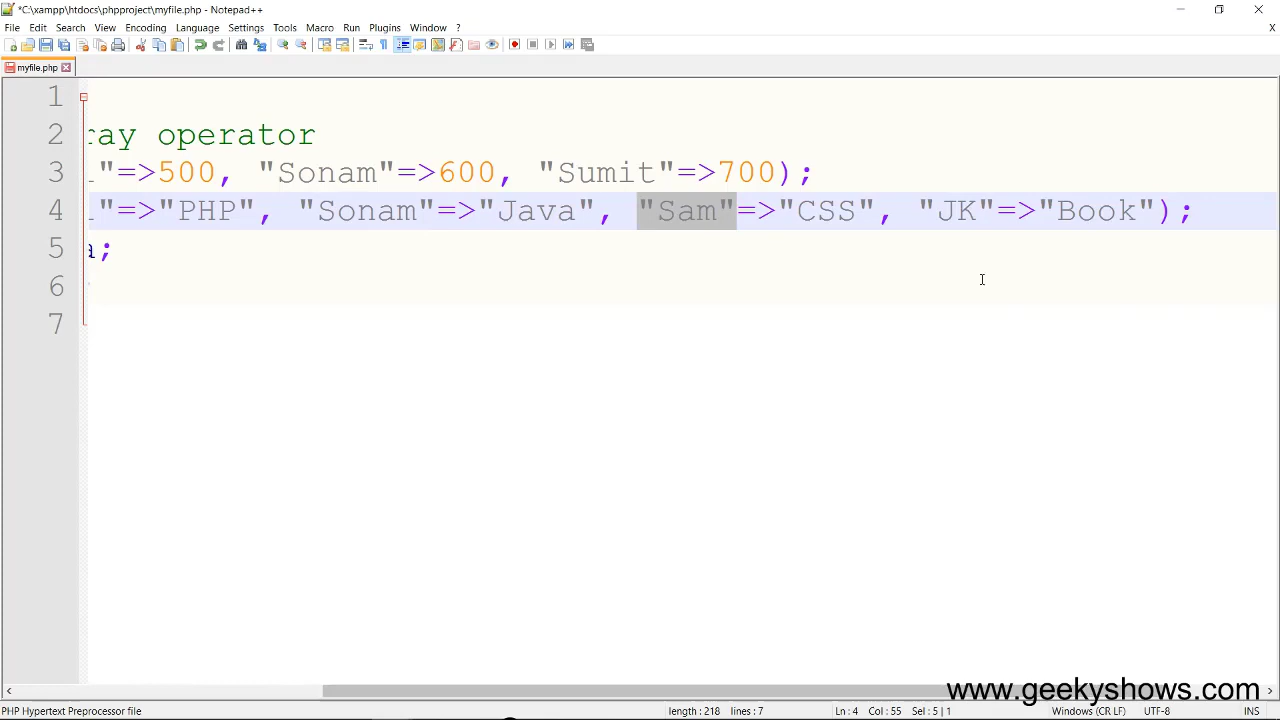 *C:\xampp\htdocs\phpproject\myfile.php - Notepad++
File Edit Search View Encoding Language Settings Tools Macro Run Plugins Window ?
X
myfile.php
1
2 ray operator
3 "=>500, "Sonam"=>600, "Sumit"=>700);
4 "=>"PHP", "Sonam"=>"Java", "Sam"=>"CSS", "JK"=>"Book");
5 a;
6
7
www.geekyshows.com
PHP Hypertext Preprocessor file length : 218 lines : 7 Ln : 4 Col : 55 Sel : 5 | 1 Windows (CR LF) UTF-8 INS